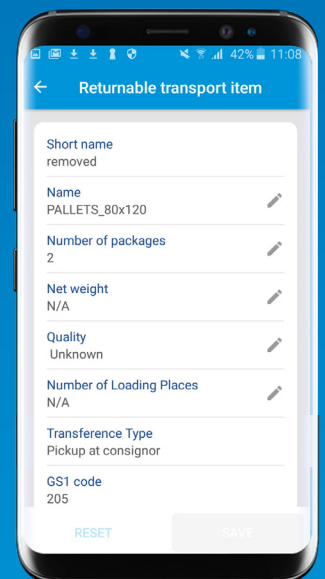 42% 11:08
Returnable transport item
Short name
removed
Name
PALLETS_80x120
Number of packages
2
Net weight
N/A
Quality
Unknown
Number of Loading Places
N/A
Transference Type
Pickup at consignor
GS1 code
205
RESET SAVE